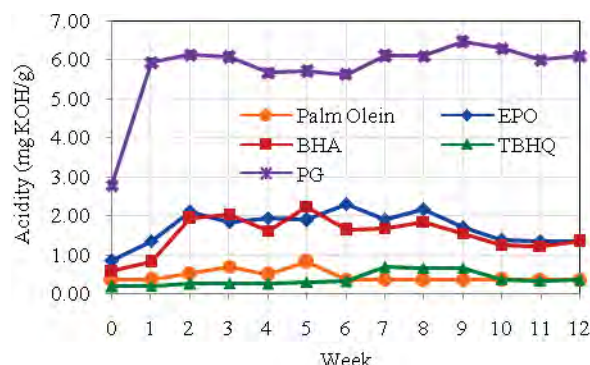 7.00
6.00
5.00
4.00
3.00
2.00
1.00
0.00
Acidity (mg KOH/g)
Palm Olein EPO
BHA TBHQ
PG
0 1 2 3 4 5 6 7 8 9 10 11 12
Week